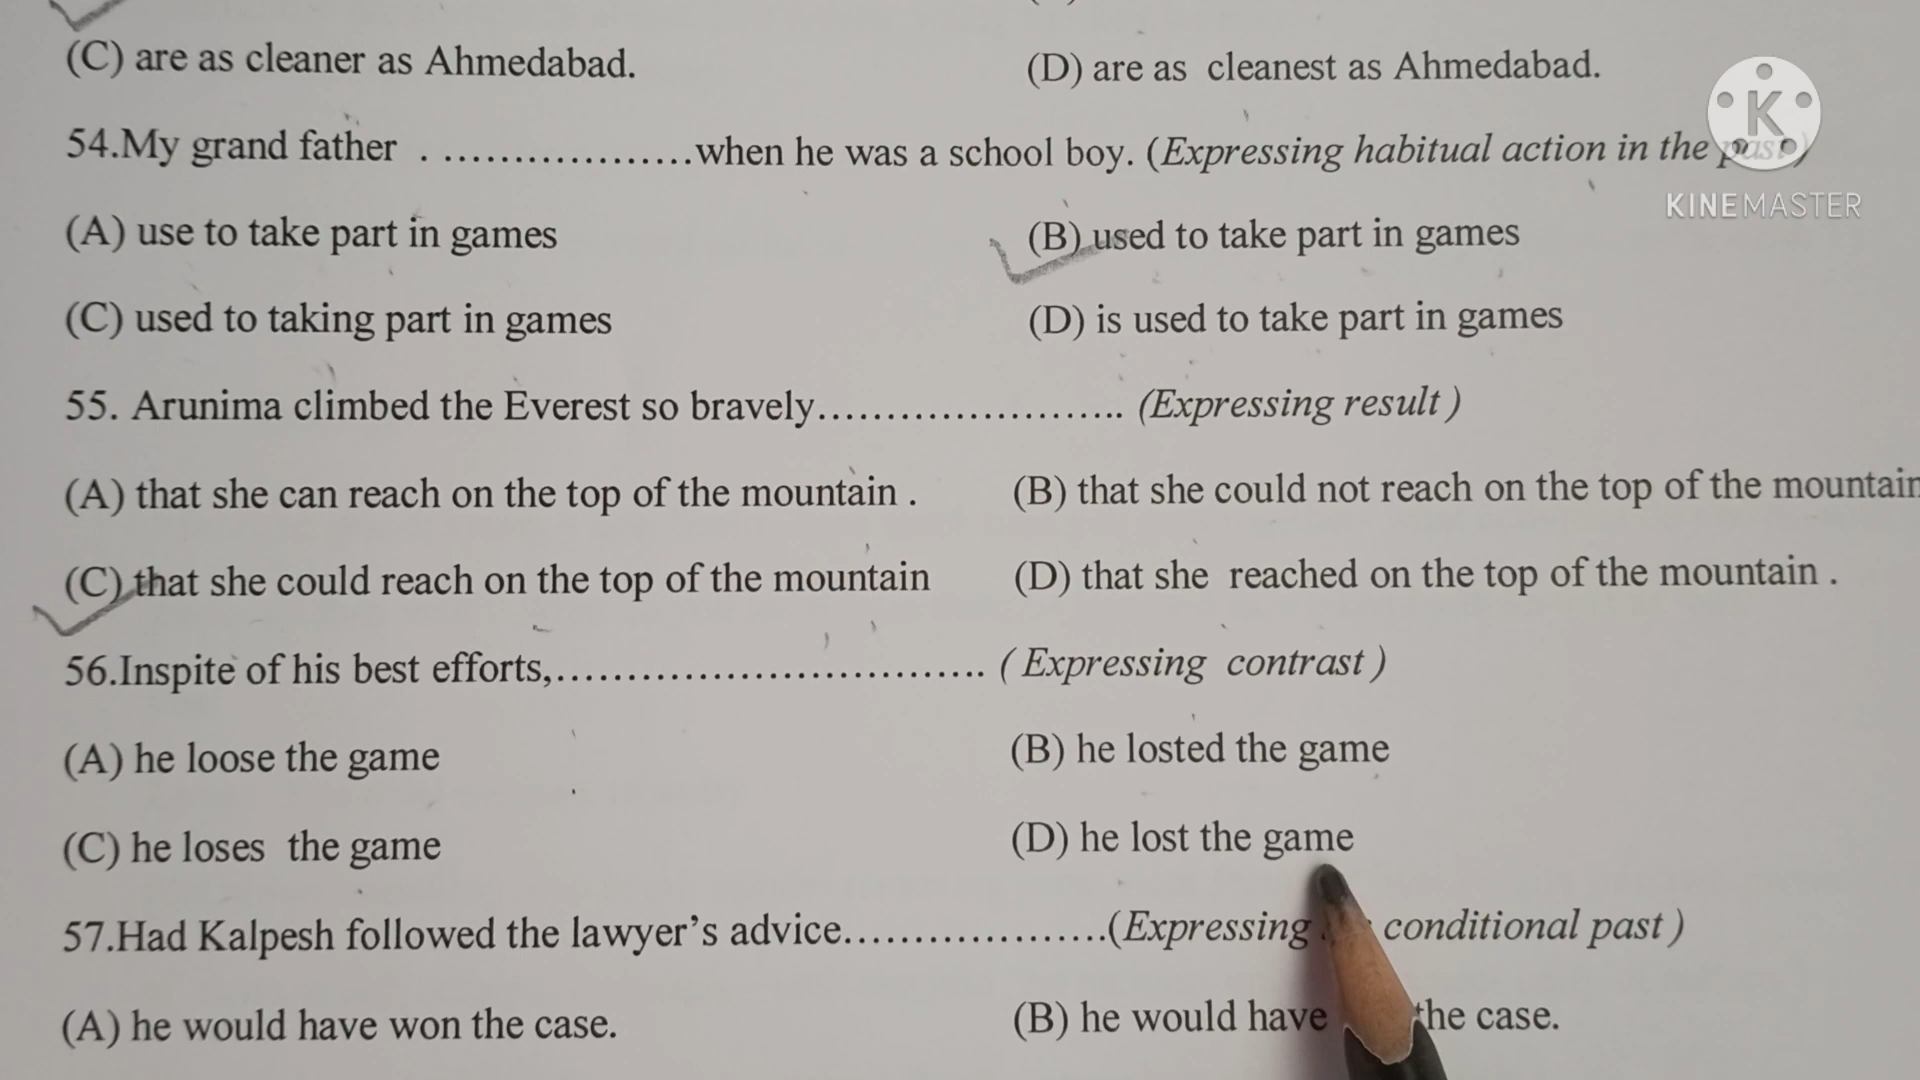 (C) are as cleaner as Ahmedabad. (D) are as cleanest as Ahmedabad.
54.My grand father . ...................when he was a school boy. (Expressing habitual action in the past)
K
KINEMASTER
(A) use to take part in games (B) used to take part in games
(C) used to taking part in games (D) is used to take part in games
55. Arunima climbed the Everest so bravely....................... (Expressing result )
(A) that she can reach on the top of the mountain . (B) that she could not reach on the top of the mountain
(C) that she could reach on the top of the mountain (D) that she reached on the top of the mountain .
56.Inspite of his best efforts,................................ ( Expressing contrast )
(A) he loose the game (B) he losted the game
(C) he loses the game (D) he lost the game
57.Had Kalpesh followed the lawyer's advice....................(Expressing conditional past )
(A) he would have won the case. (B) he would have the case.